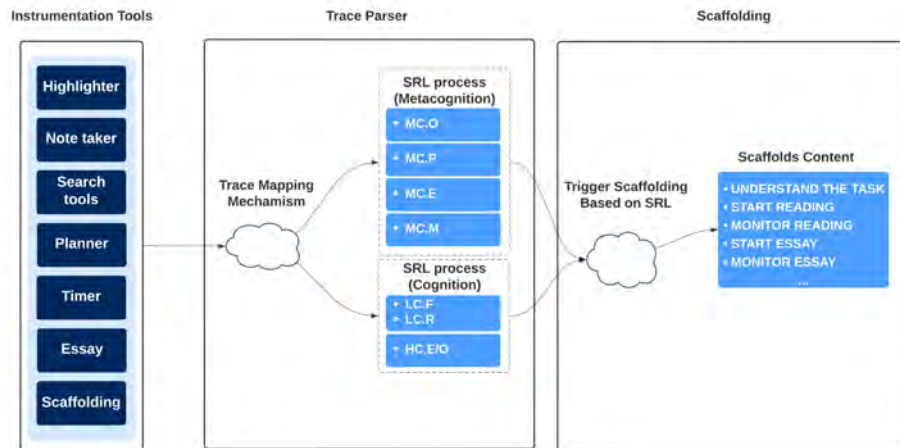 Instrumentation Tools
Trace Parser
Scaffolding
Highlighter
Note taker
Search
tools
Planner
Timer
Essay
Scaffolding
Trace Mapping
Mechanism
SRL process
(Metacognition)
• MC.O
• MC.P
• MC.E
• MC.M
SRL process
(Cognition)
• LC.F
• LC.R
• HC.E/O
Trigger Scaffolding
Based on SRL
Scaffolds Content
• UNDERSTAND THE TASK
• START READING
• MONITOR READING
• START ESSAY
• MONITOR ESSAY
...